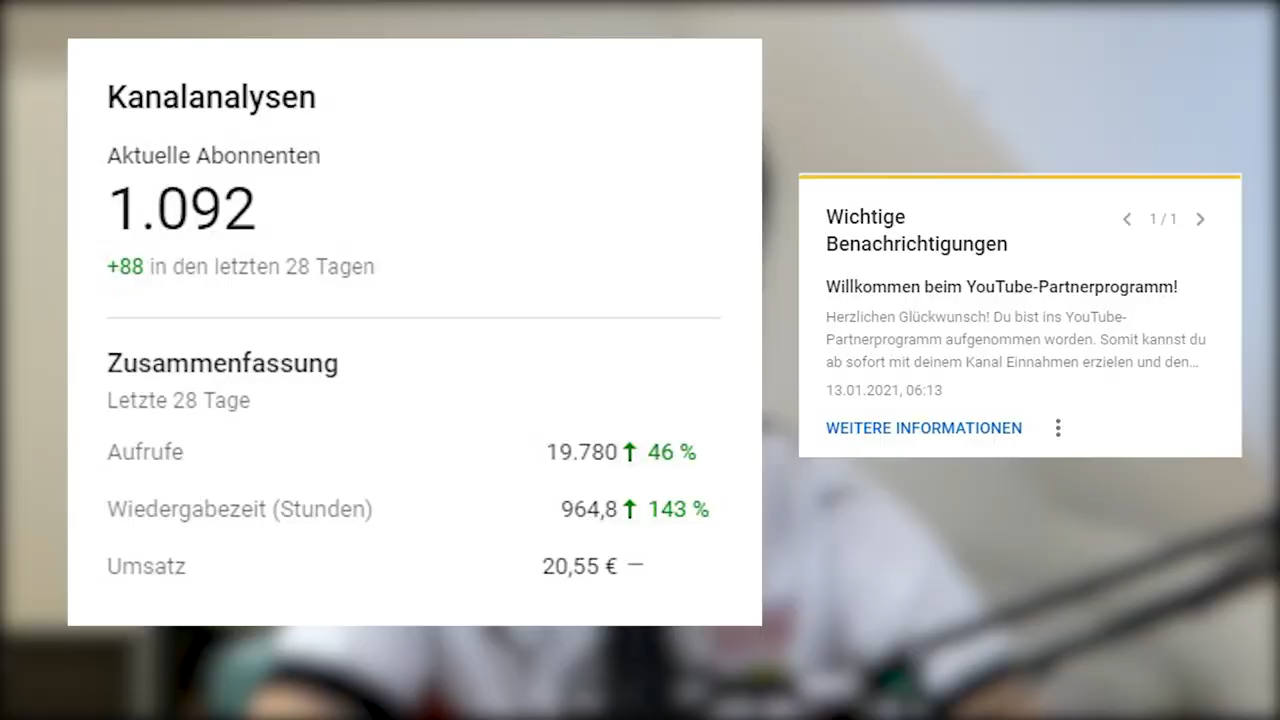 Kanalanalysen
Aktuelle Abonnenten
1.092
+88 in den letzten 28 Tagen
Zusammenfassung
Letzte 28 Tage
Aufrufe 19.780 ↑ 46 %
Wiedergabezeit (Stunden) 964,8 ↑ 143 %
Umsatz 20,55 € —
Wichtige
Benachrichtigungen
1 / 1
Willkommen beim YouTube-Partnerprogramm!
Herzlichen Glückwunsch! Du bist ins YouTube-
Partnerprogramm aufgenommen worden. Somit kannst du
ab sofort mit deinem Kanal Einnahmen erzielen und den...
13.01.2021, 06:13
WEITERE INFORMATIONEN